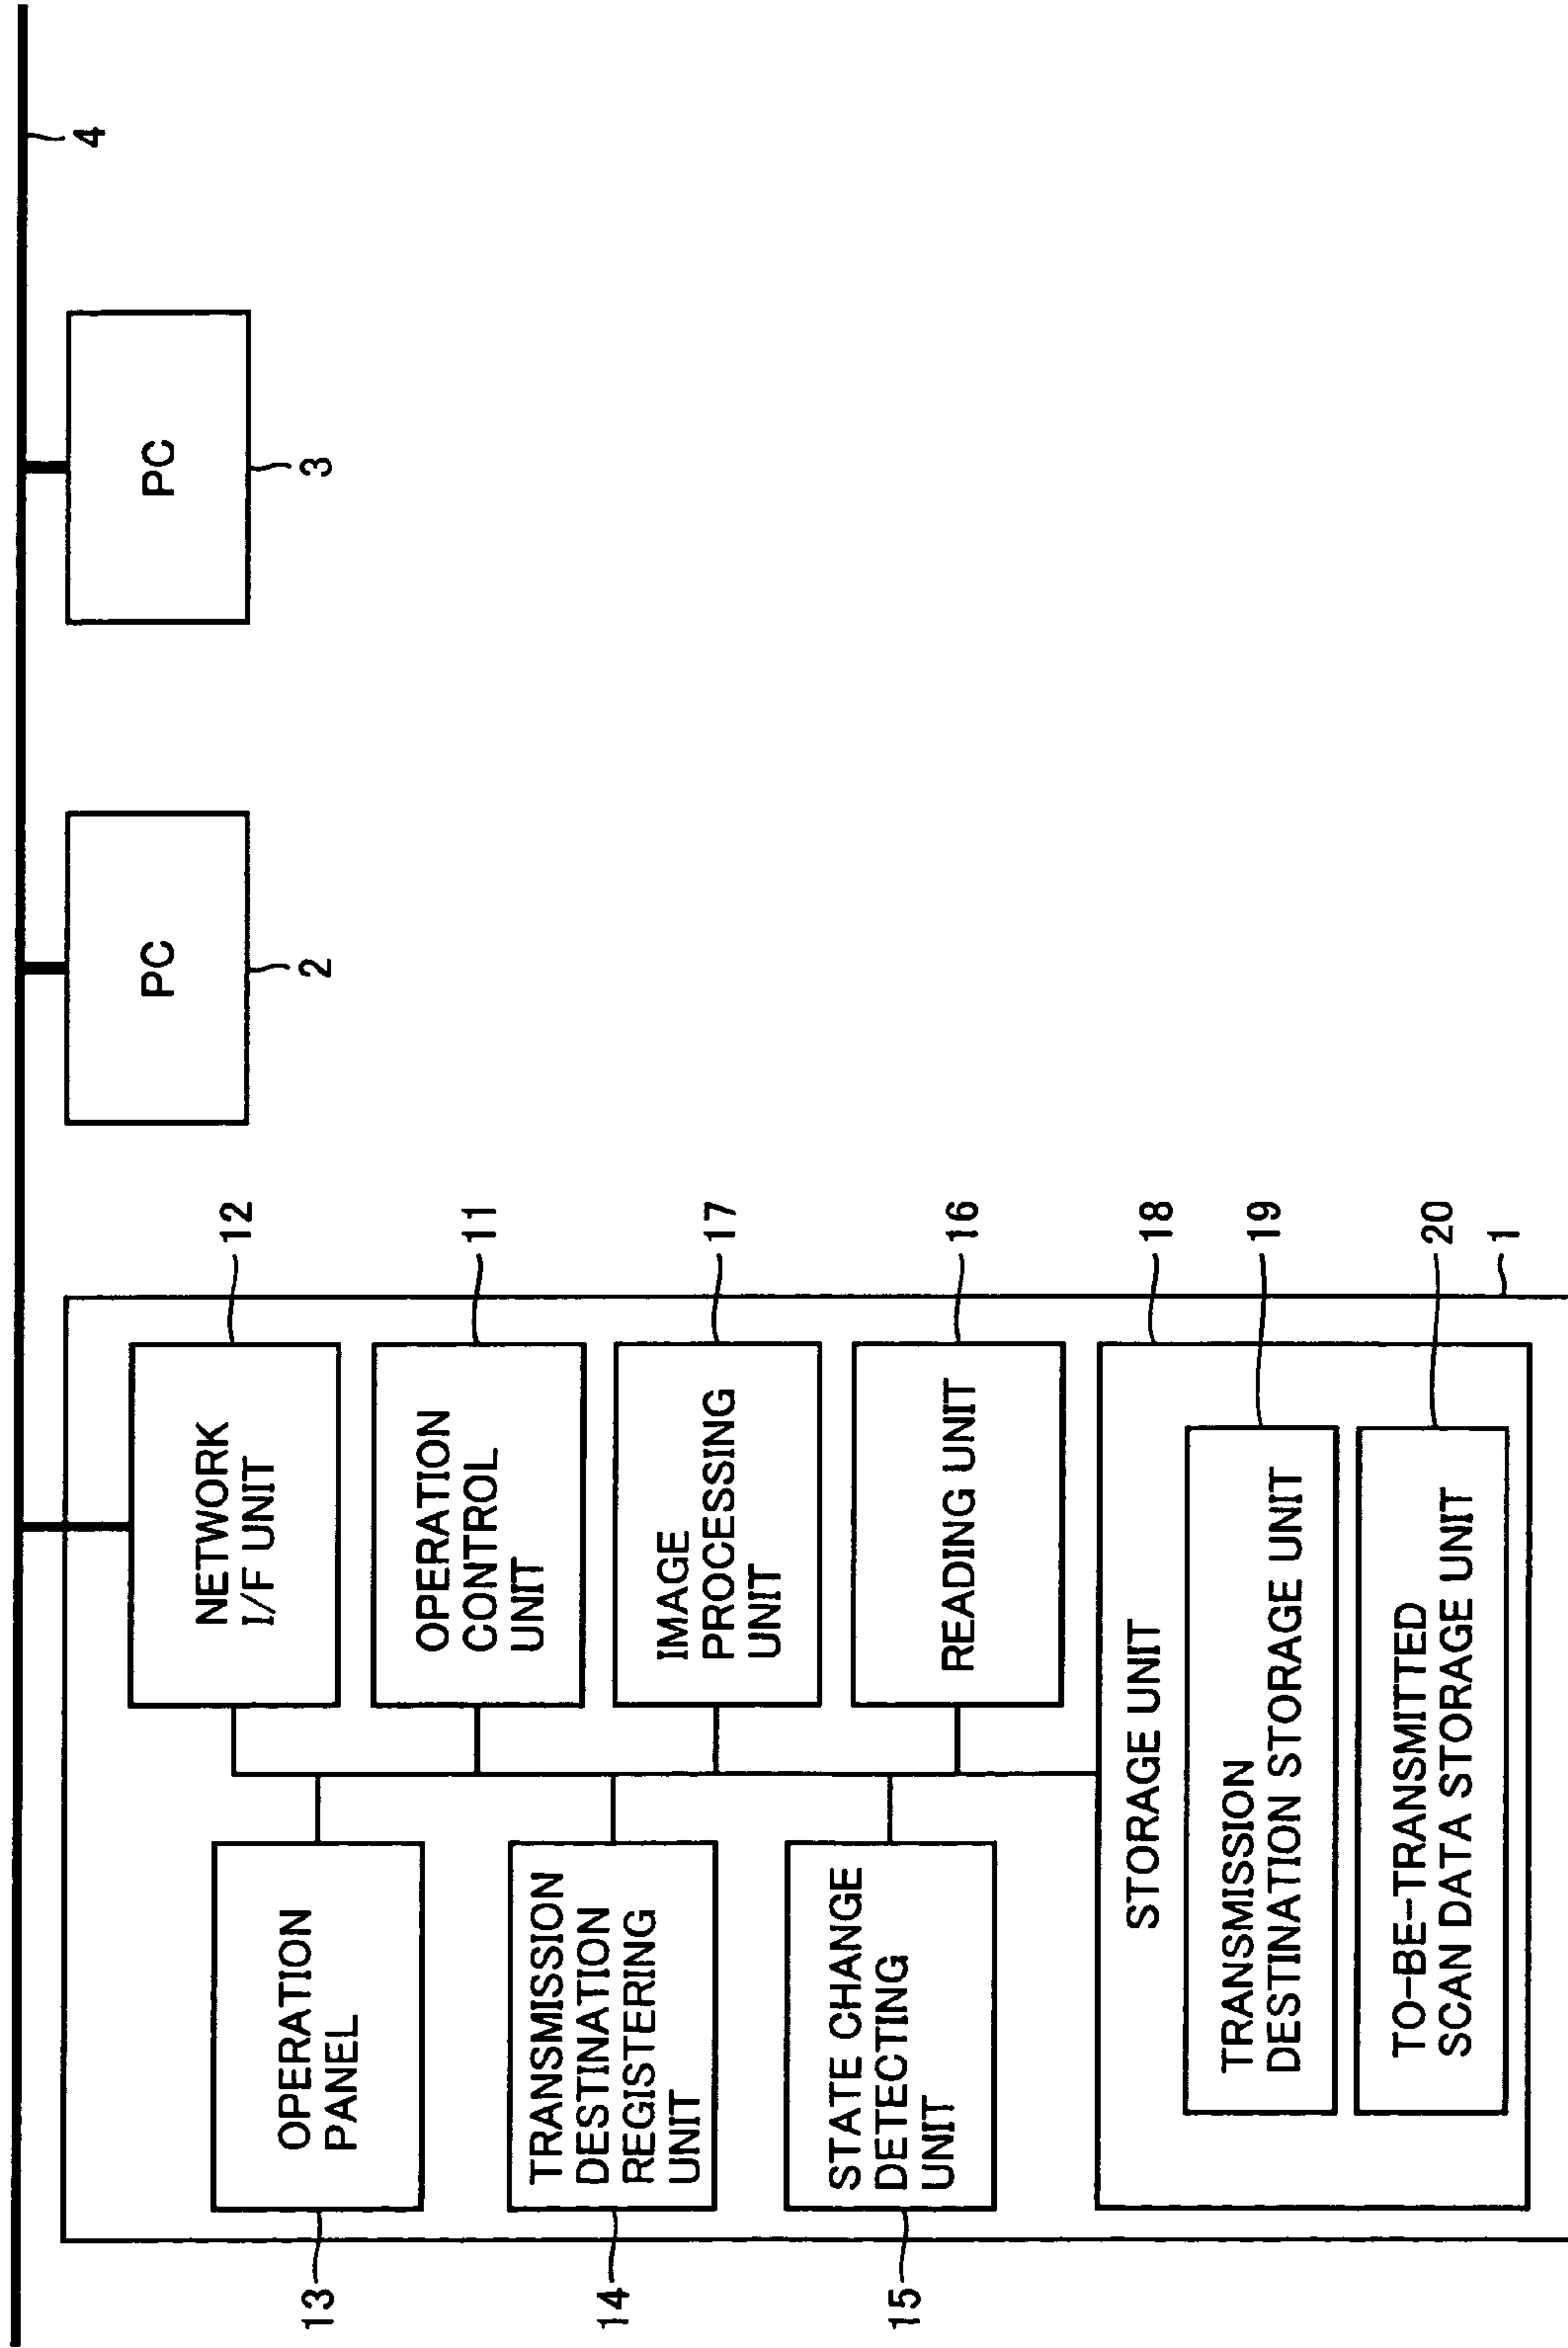 4
PC
2
PC
3
NETWORK
I/F UNIT
12
OPERATION
PANEL
13
OPERATION
CONTROL
UNIT
11
TRANSMISSION
DESTINATION
REGISTERING
UNIT
14
IMAGE
PROCESSING
UNIT
17
STATE CHANGE
DETECTING
UNIT
15
READING UNIT
16
STORAGE UNIT
18
TRANSMISSION
DESTINATION STORAGE UNIT
19
TO-BE-TRANSMITTED
SCAN DATA STORAGE UNIT
20
1